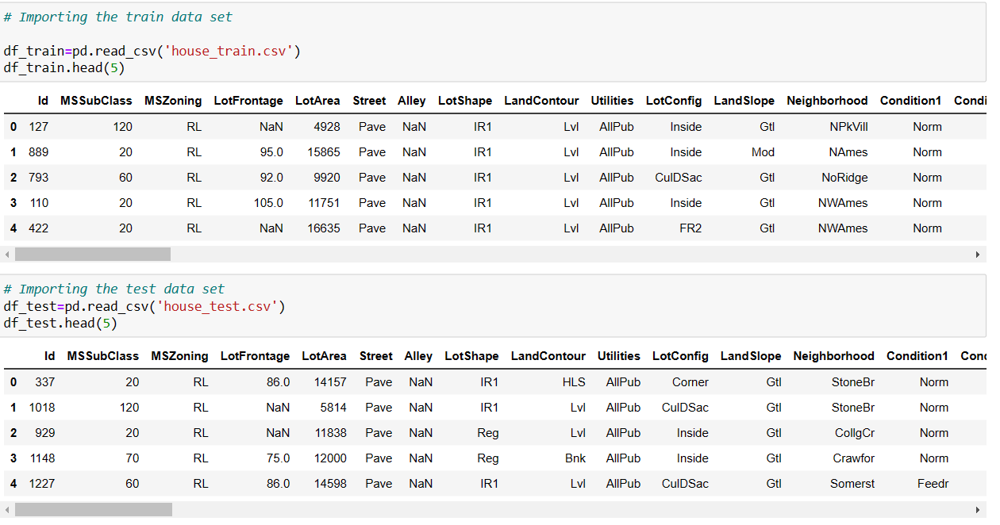 # Importing the train data set
df_train=pd.read_csv('house_train.csv')
df_train.head(5)
Id MSSubClass MSZoning LotFrontage LotArea Street Alley LotShape LandContour Utilities LotConfig LandSlope Neighborhood Condition1 Condi
0 127 120 RL NaN 4928 Pave NaN IR1 Lvl AllPub Inside Gtl NPkVill Norm
1 889 20 RL 95.0 15865 Pave NaN IR1 Lvl AllPub Inside Mod NAmes Norm
2 793 60 RL 92.0 9920 Pave NaN IR1 Lvl AllPub CulDSac Gtl NoRidge Norm
3 110 20 RL 105.0 11751 Pave NaN IR1 Lvl AllPub Inside Gtl NWAmes Norm
4 422 20 RL NaN 16635 Pave NaN IR1 Lvl AllPub FR2 Gtl NWAmes Norm
# Importing the test data set
df_test=pd.read_csv('house_test.csv')
df_test.head(5)
Id MSSubClass MSZoning LotFrontage LotArea Street Alley LotShape LandContour Utilities LotConfig LandSlope Neighborhood Condition1 Con
0 337 20 RL 86.0 14157 Pave NaN IR1 HLS AllPub Corner Gtl StoneBr Norm
1 1018 120 RL NaN 5814 Pave NaN IR1 Lvl AllPub CulDSac Gtl StoneBr Norm
2 929 20 RL NaN 11838 Pave NaN Reg Lvl AllPub Inside Gtl CollgCr Norm
3 1148 70 RL 75.0 12000 Pave NaN Reg Bnk AllPub Inside Gtl Crawfor Norm
4 1227 60 RL 86.0 14598 Pave NaN IR1 Lvl AllPub CulDSac Gtl Somerst Feedr